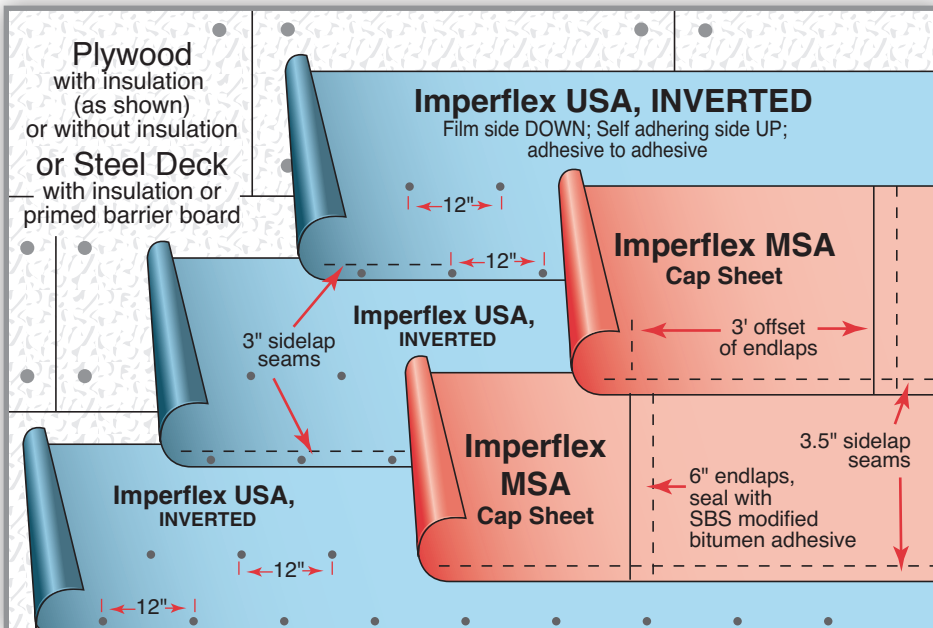 Plywood
with insulation
(as shown)
or without insulation
or Steel Deck
with insulation or
primed barrier board
Imperflex USA, INVERTED
Film side DOWN; Self adhering side UP;
adhesive to adhesive
12"
12"
Imperflex MSA
Cap Sheet
3' offset
of endlaps
3" sidelap
seams
Imperflex USA,
INVERTED
3.5" sidelap
seams
Imperflex
MSA
Cap Sheet
6" endlaps,
seal with
SBS modified
bitumen adhesive
Imperflex USA,
INVERTED
12"
12"